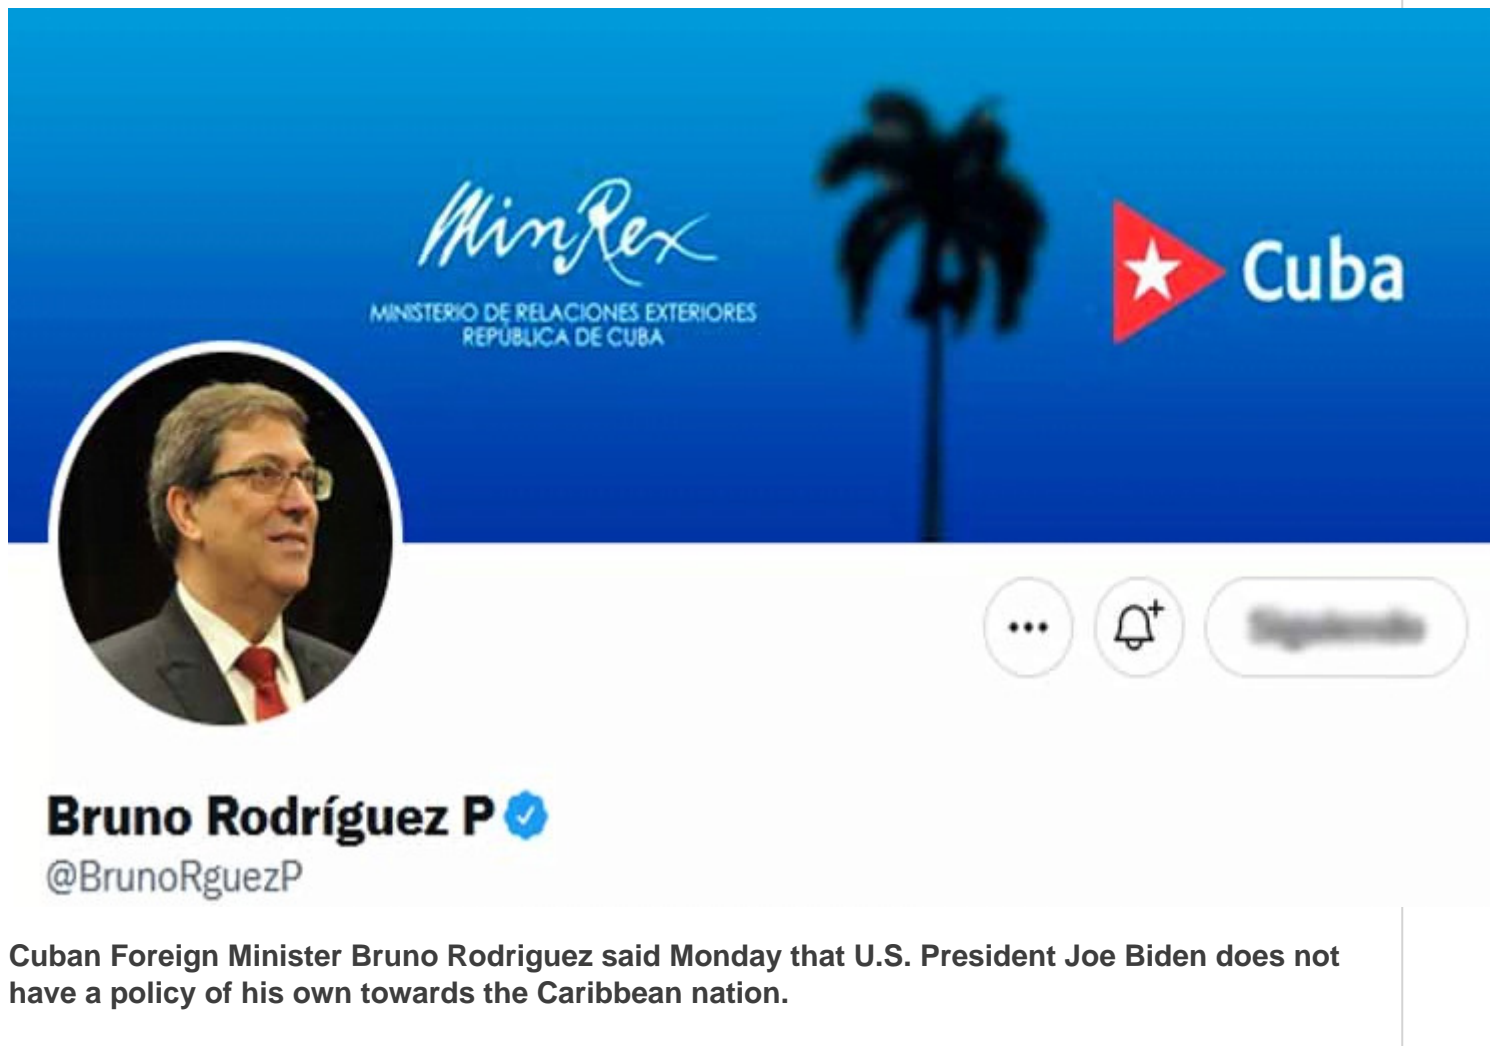 MinRex
MINISTERIO DE RELACIONES EXTERIORES
REPÚBLICA DE CUBA
Cuba
Bruno Rodríguez P
@BrunoRguezP
Cuban Foreign Minister Bruno Rodriguez said Monday that U.S. President Joe Biden does not
have a policy of his own towards the Caribbean nation.